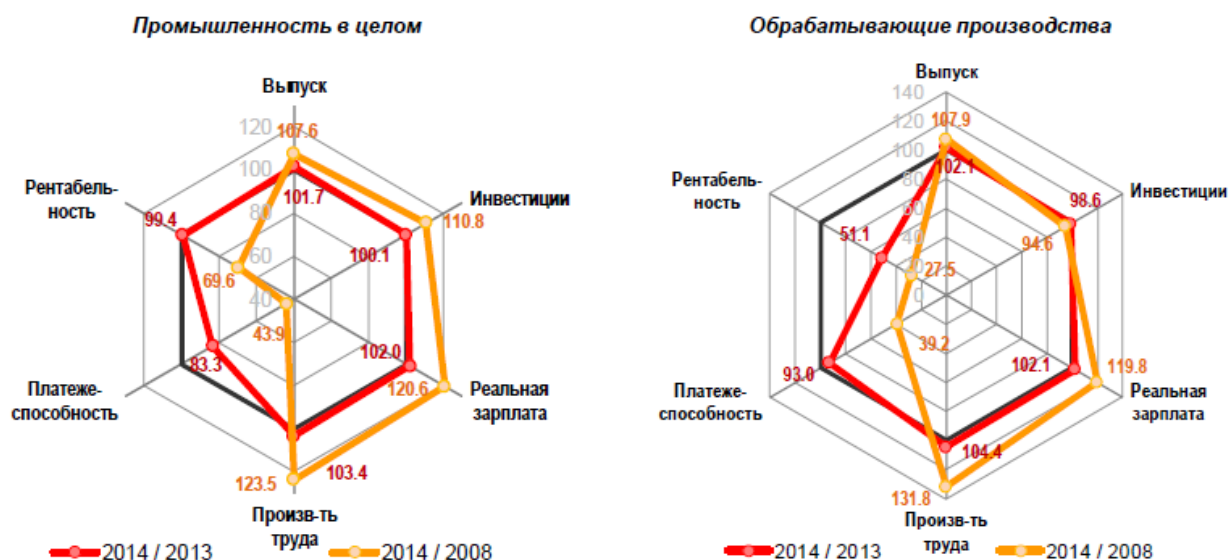 Промышленность в целом
Выпуск
120
107.6
100
101.7
Рентабель-
ность
99.4
80
Инвестиции
110.8
100.1
60
69.6
40
43.9
83.3
102.0
120.6
Платеже-
способность
Реальная
зарплата
123.5
103.4
Произв-ть
труда
2014 / 2013
2014 / 2008
Обрабатывающие производства
Выпуск
140
120
107.9
100
102.1
Рентабель-
ность
80
Инвестиции
98.6
60
51.1
94.6
40
27.5
0
39.2
93.0
102.1
119.8
Платеже-
способность
Реальная
зарплата
104.4
131.8
Произв-ть
труда
2014 / 2013
2014 / 2008